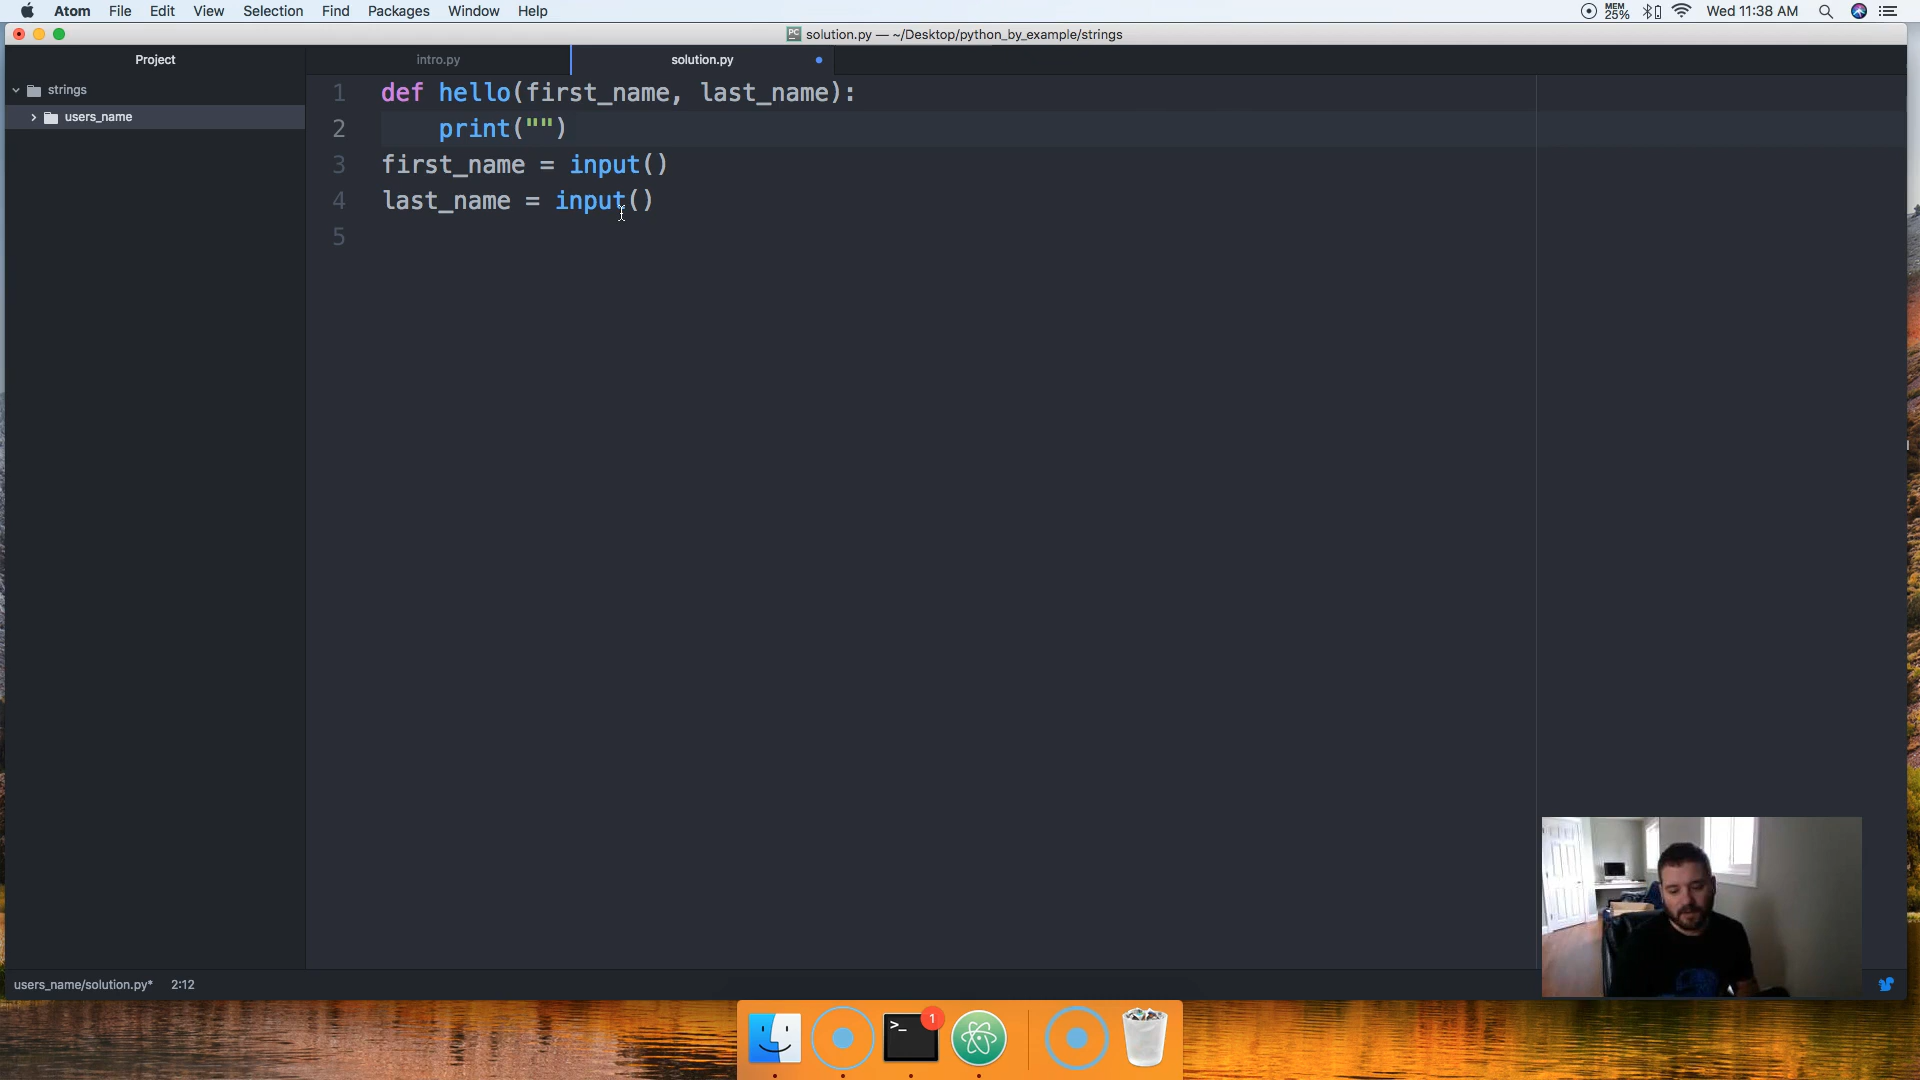 Atom File Edit View Selection Find Packages Window Help
MEM 25% Wed 11:38 AM
solution.py — ~/Desktop/python_by_example/strings
Project
intro.py
solution.py
strings
users_name
1 def hello(first_name, last_name):
2 print("")
3 first_name = input()
4 last_name = input()
5
users_name/solution.py* 2:12
>_ 1